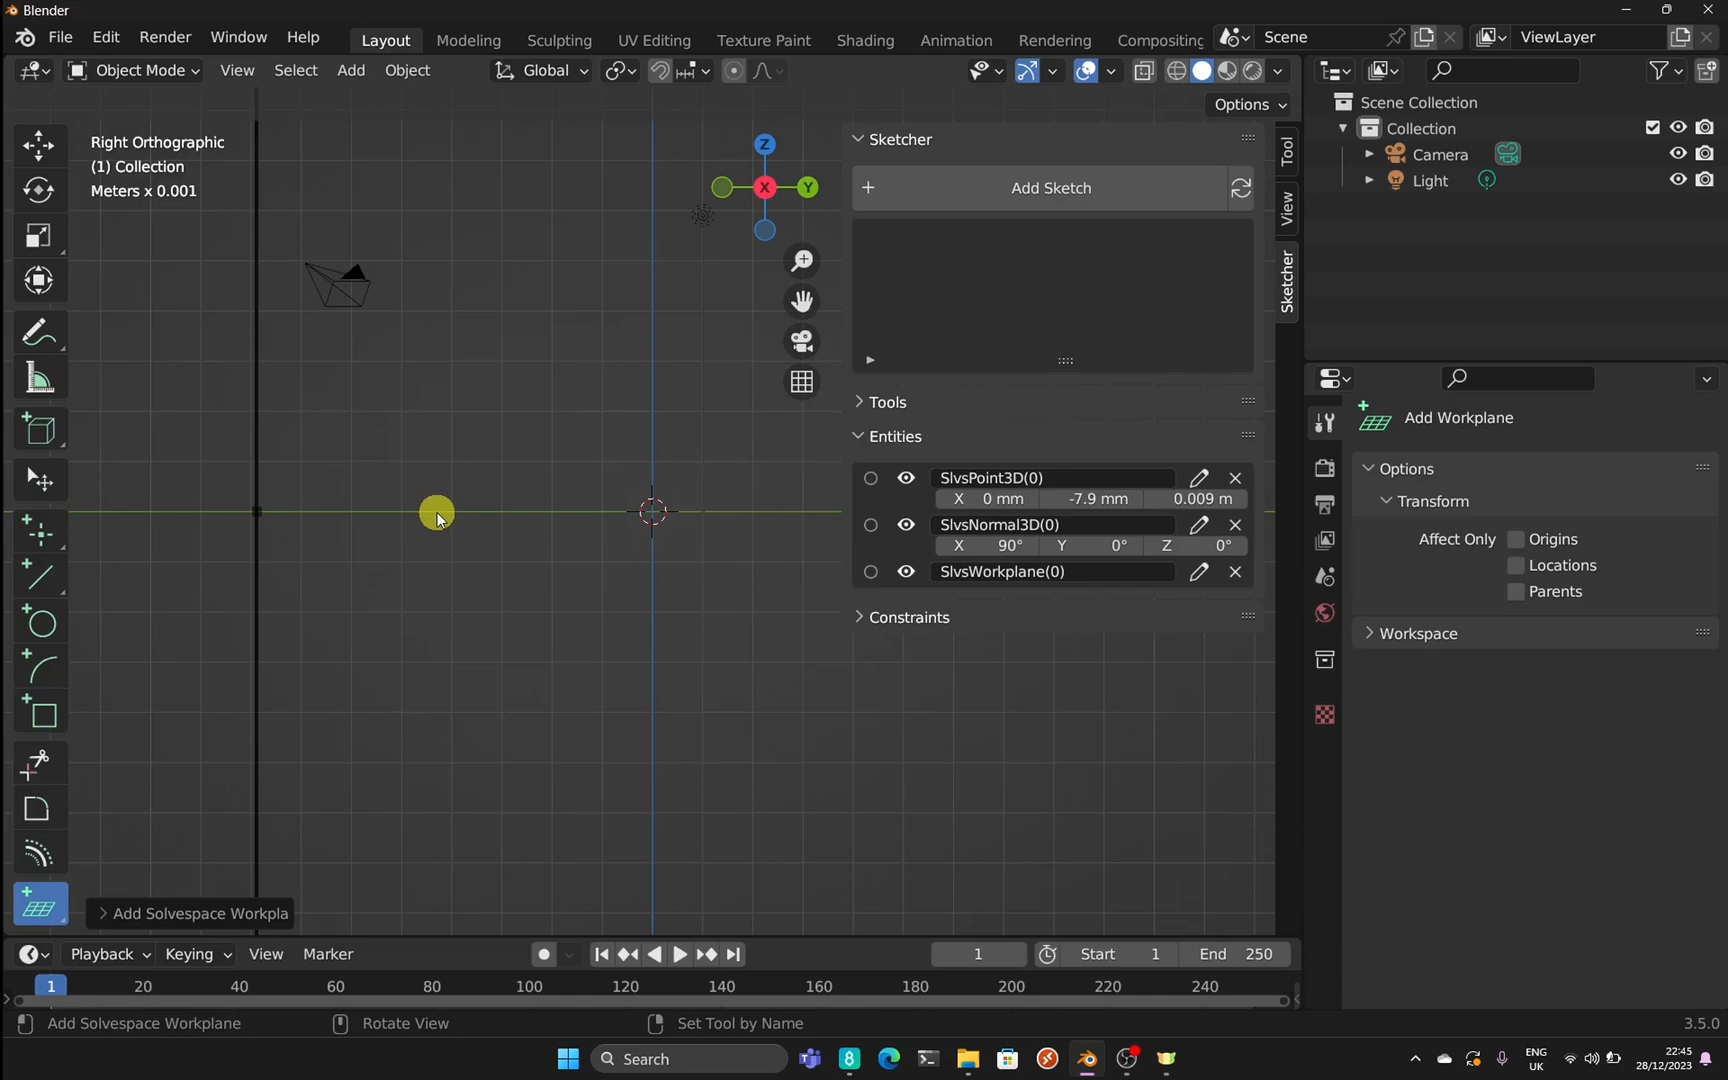 Blender
File Edit Render Window Help Layout Modeling Sculpting UV Editing Texture Paint Shading Animation Rendering Compositing Scene ViewLayer
Object Mode View Select Add Object Global
Options
Right Orthographic
(1) Collection
Meters x 0.001
Z
X
Y
Sketcher
Add Sketch
Tools
Entities
SlvsPoint3D(0)
X 0 mm -7.9 mm 0.009 m
SlvsNormal3D(0)
X 90° Y 0° Z 0°
SlvsWorkplane(0)
Constraints
Tool
View
Sketcher
Scene Collection
Collection
Camera
Light
Add Workplane
Options
Transform
Affect Only Origins
Locations
Parents
Workspace
Add Solvespace Workpla
Playback Keying View Marker 1 Start 1 End 250
1 20 40 60 80 100 120 140 160 180 200 220 240
Add Solvespace Workplane Rotate View Set Tool by Name 3.5.0
Search
ENG
UK
22:45
28/12/2023